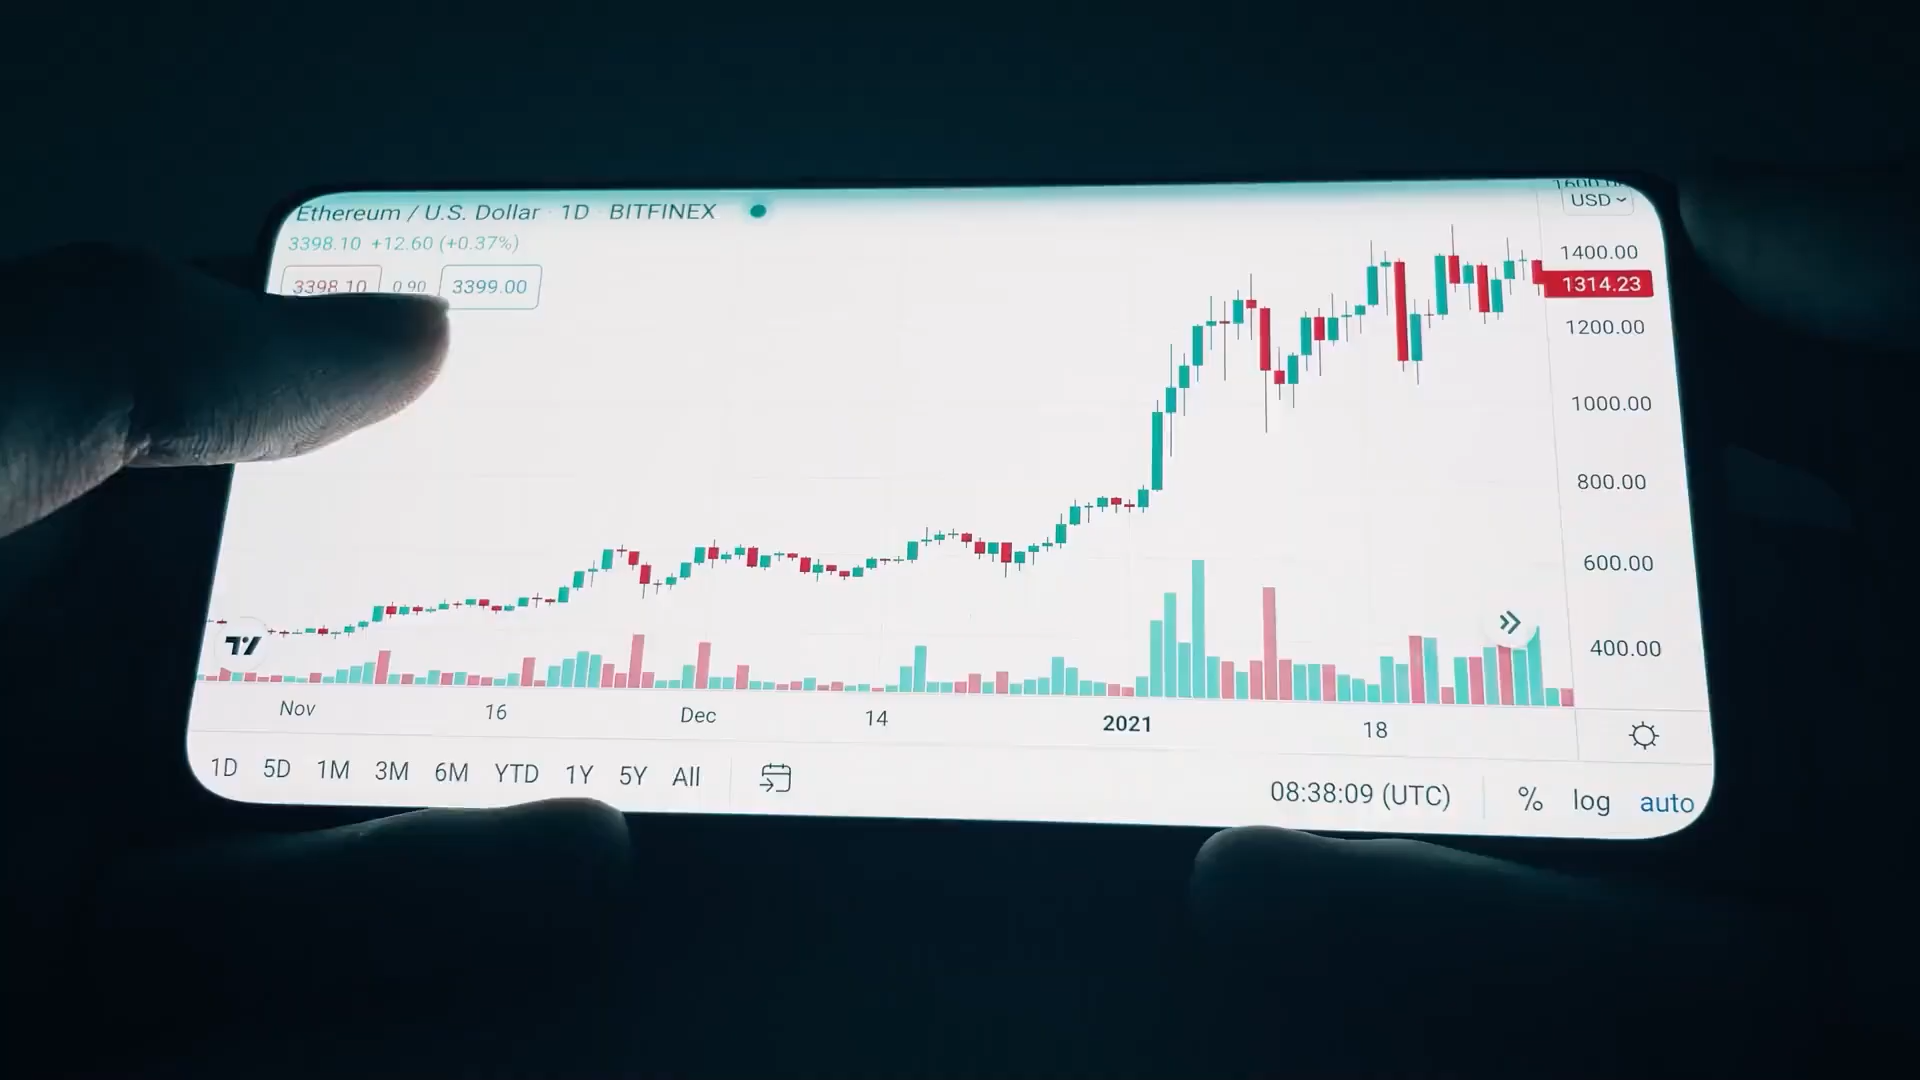 Ethereum / U.S. Dollar · 1D · BITFINEX
3398.10 +12.60 (+0.37%)
3398.10 0.90 3399.00
1600.00
USD
1400.00
1314.23
1200.00
1000.00
800.00
600.00
400.00
Nov 16 Dec 14 2021 18
1D 5D 1M 3M 6M YTD 1Y 5Y All
08:38:09 (UTC) % log auto